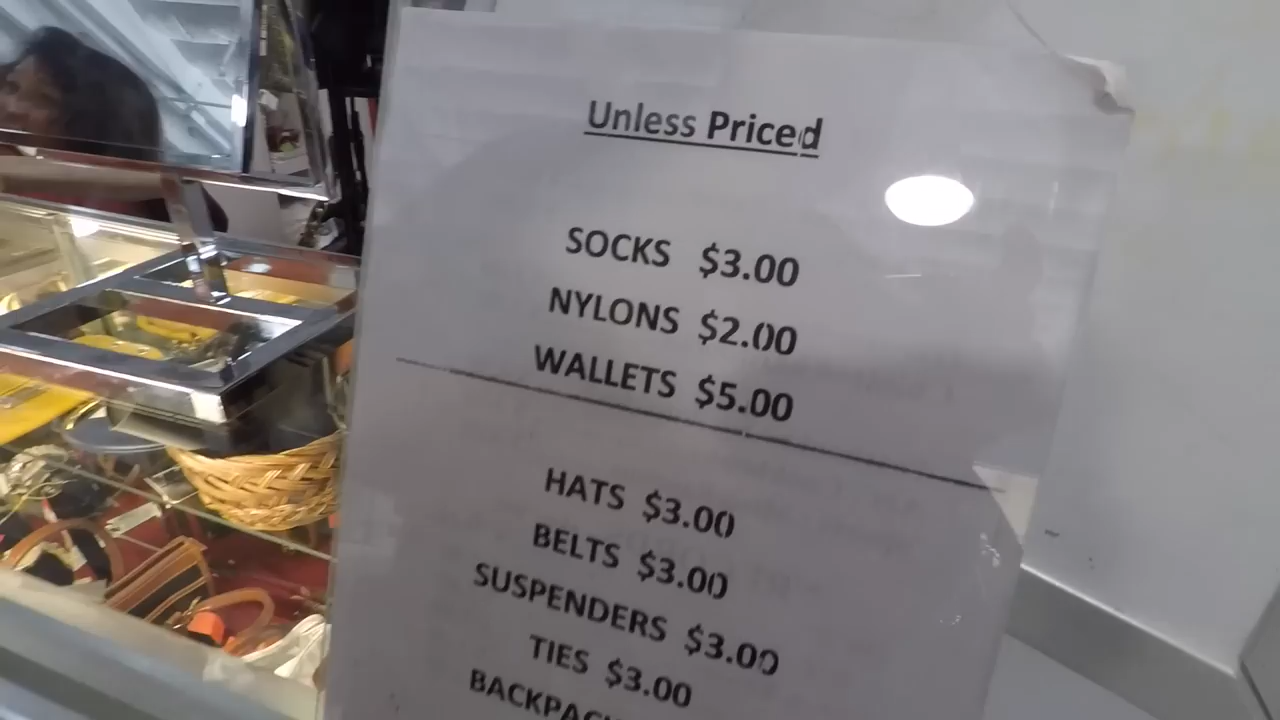 Unless Priced
SOCKS $3.00
NYLONS $2.00
WALLETS $5.00
HATS $3.00
BELTS $3.00
SUSPENDERS $3.00
TIES $3.00